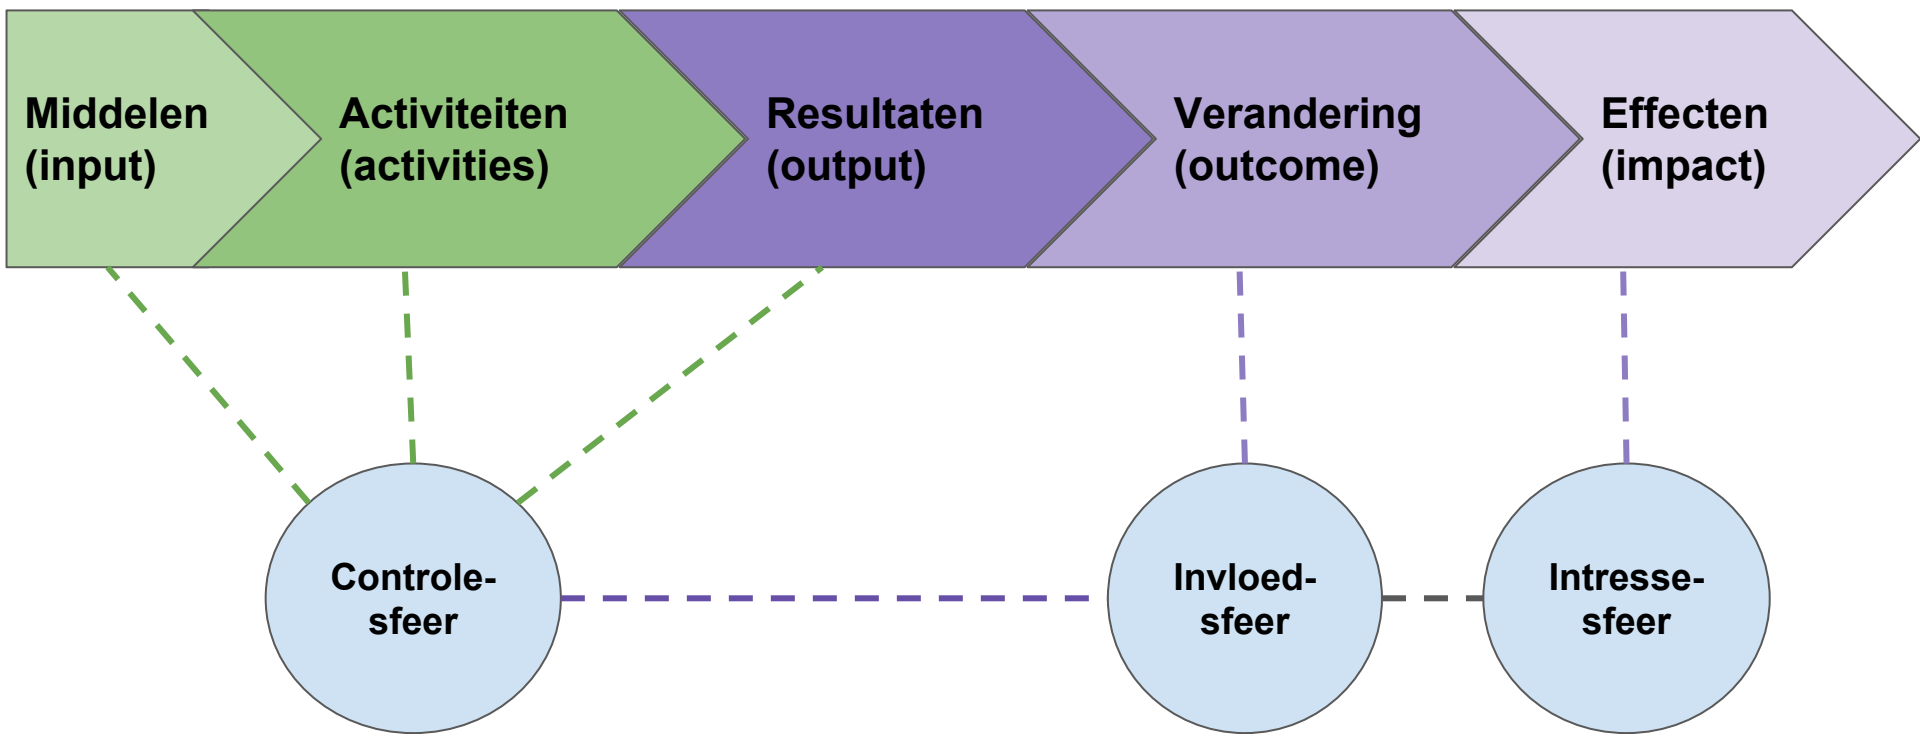 Middelen
(input)
Activiteiten
(activities)
Resultaten
(output)
Verandering
(outcome)
Effecten
(impact)
Controle-
sfeer
Invloed-
sfeer
Intresse-
sfeer